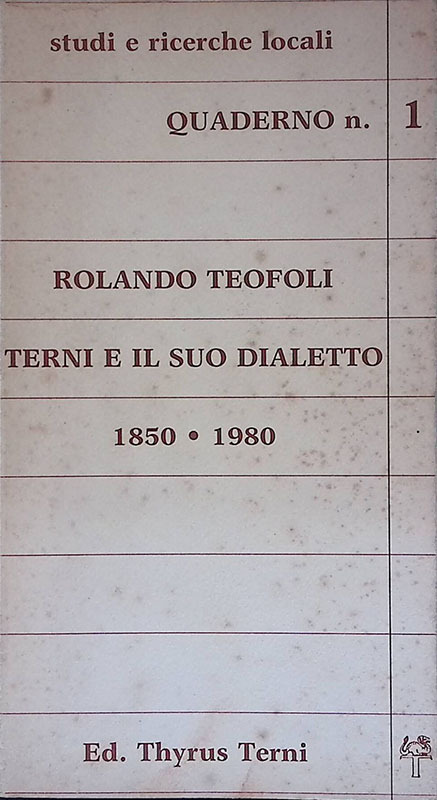 studi e ricerche locali
QUADERNO n. 1
ROLANDO TEOFOLI
TERNI E IL SUO DIALETTO
1850 • 1980
Ed. Thyrus Terni
T